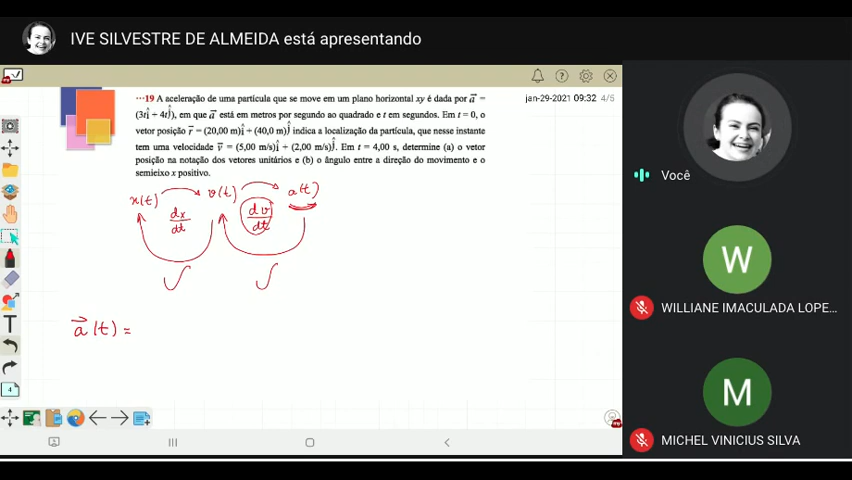 IVE SILVESTRE DE ALMEIDA está apresentando
jan-29-2021 09:32 4/5
•••19 A aceleração de uma partícula que se move em um plano horizontal xy é dada por a⃗ =
(3tî + 4tĵ), em que a⃗ está em metros por segundo ao quadrado e t em segundos. Em t = 0, o
vetor posição r⃗ = (20,00 m)î + (40,0 m)ĵ indica a localização da partícula, que nesse instante
tem uma velocidade v⃗ = (5,00 m/s)î + (2,00 m/s)ĵ. Em t = 4,00 s, determine (a) o vetor
posição na notação dos vetores unitários e (b) o ângulo entre a direção do movimento e o
semieixo x positivo.
x(t) v(t) a(t)
dx/dt dv/dt
∫ ∫
a⃗(t) =
T
4
Você
W
WILLIANE IMACULADA LOPE...
M
MICHEL VINICIUS SILVA